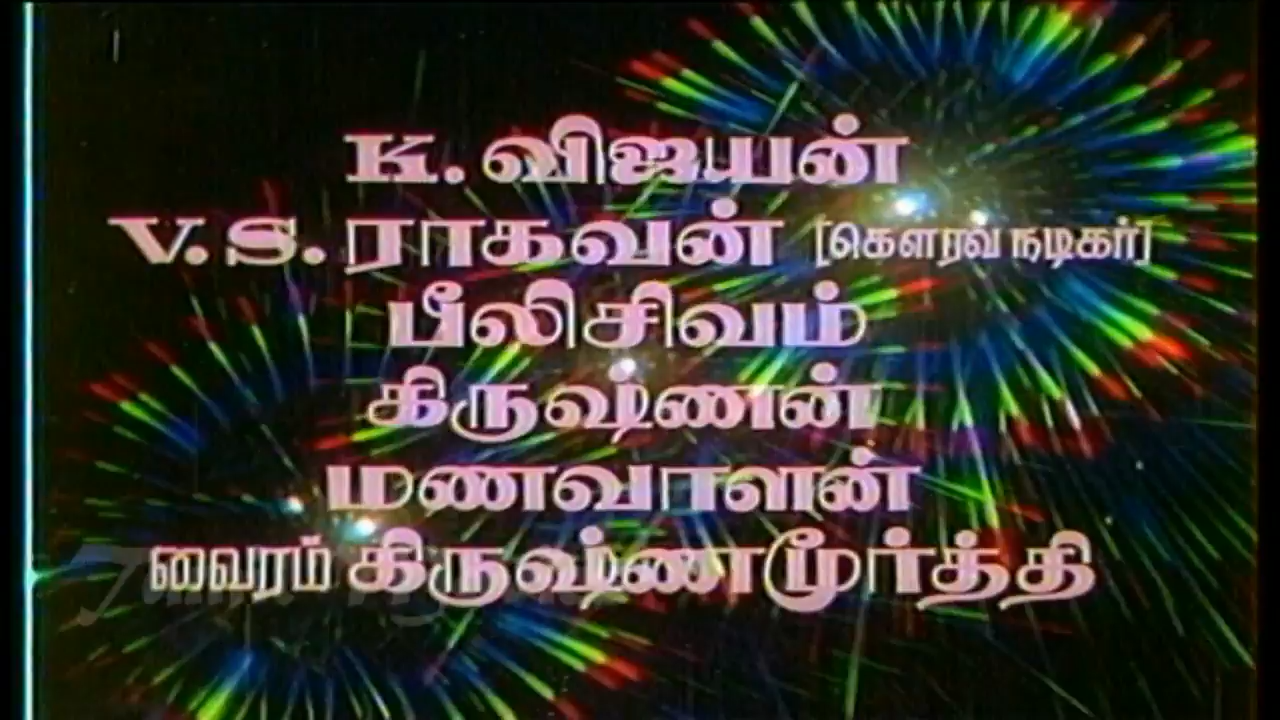 K. விஜயன்
V. S. ராகவன் [கௌரவ நடிகர்]
பீலிசிவம்
கிருஷ்ணன்
மணவாளன்
வைரம் கிருஷ்ணமூர்த்தி